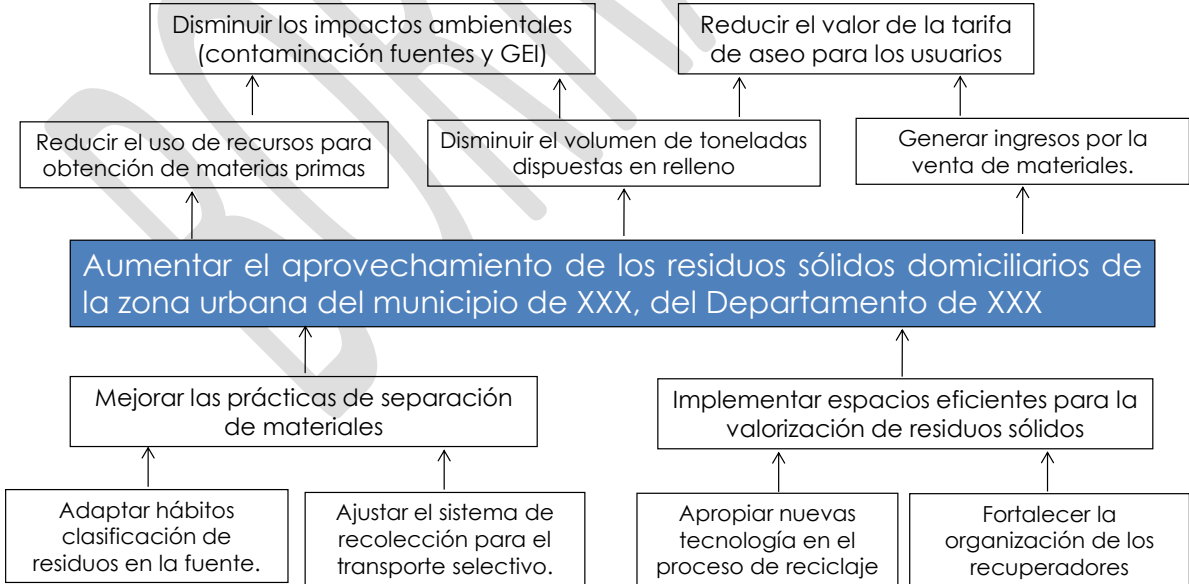 Disminuir los impactos ambientales
(contaminación fuentes y GEI)
Reducir el valor de la tarifa
de aseo para los usuarios
Reducir el uso de recursos para
obtención de materias primas
Disminuir el volumen de toneladas
dispuestas en relleno
Generar ingresos por la
venta de materiales.
Aumentar el aprovechamiento de los residuos sólidos domiciliarios de
la zona urbana del municipio de XXX, del Departamento de XXX
Mejorar las prácticas de separación
de materiales
Implementar espacios eficientes para la
valorización de residuos sólidos
Adaptar hábitos
clasificación de
residuos en la fuente.
Ajustar el sistema de
recolección para el
transporte selectivo.
Apropiar nuevas
tecnología en el
proceso de reciclaje
Fortalecer la
organización de los
recuperadores